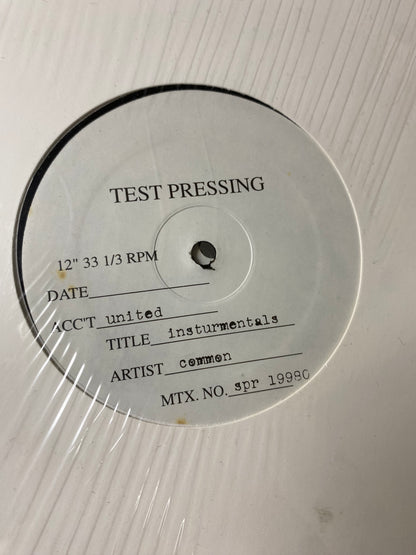 TEST PRESSING
12" 33 1/3 RPM
DATE
ACC'T united
TITLE insturmentals
ARTIST common
MTX. NO. spr 19980